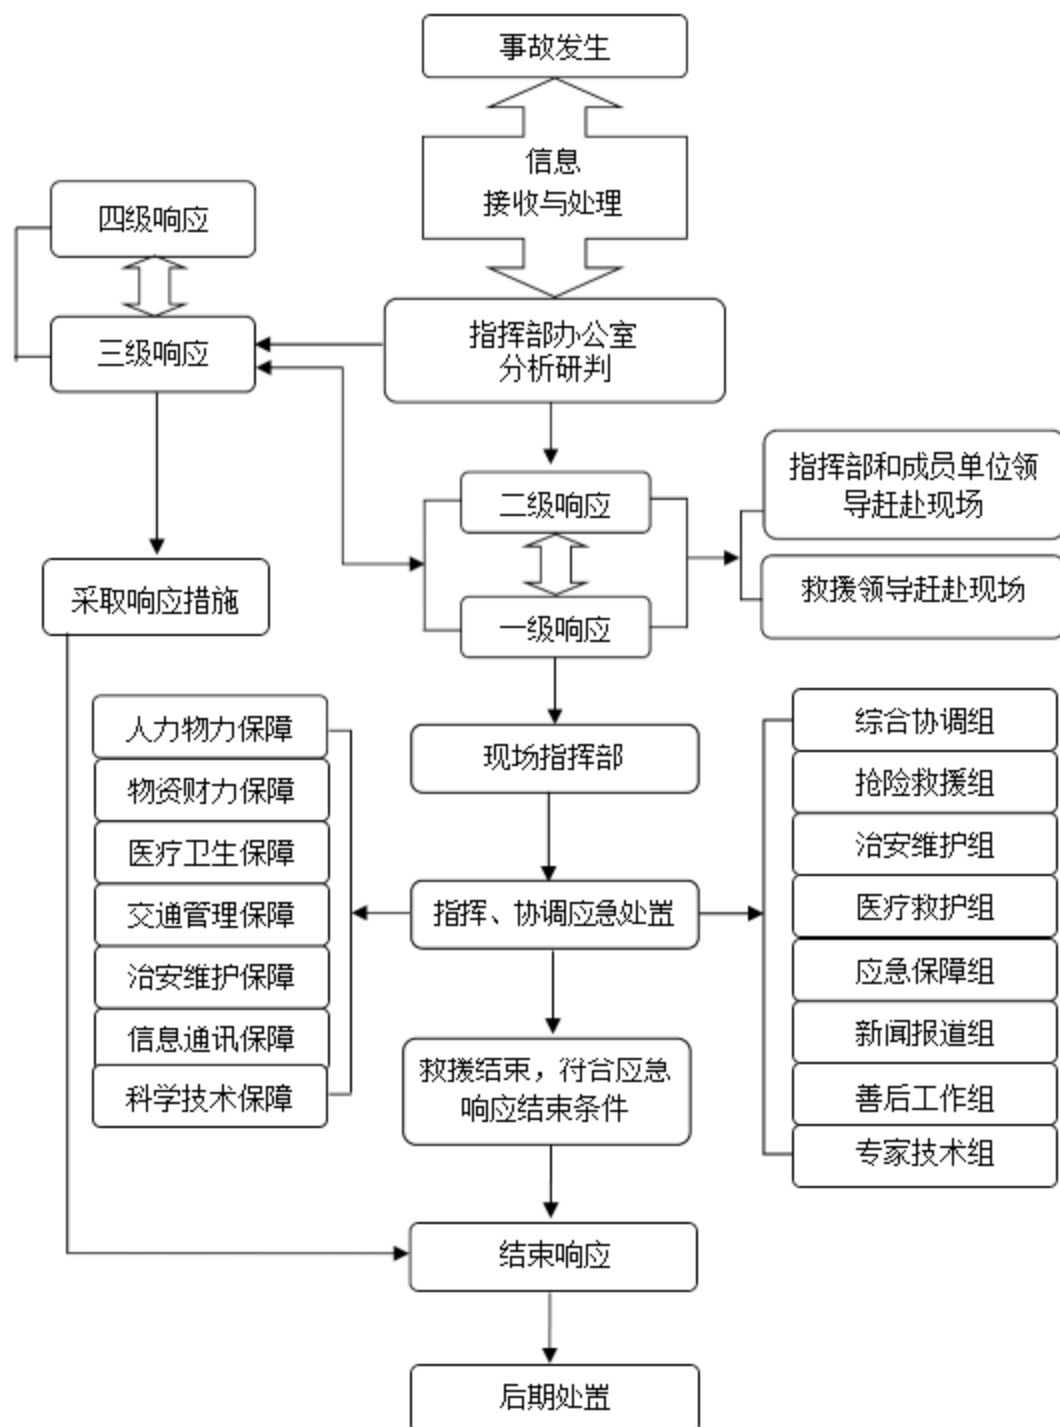 事故发生
信息
接收与处理
四级响应
三级响应
指挥部办公室
分析研判
二级响应
一级响应
指挥部和成员单位领
导赶赴现场
救援领导赶赴现场
采取响应措施
现场指挥部
人力物力保障
物资财力保障
医疗卫生保障
交通管理保障
治安维护保障
信息通讯保障
科学技术保障
指挥、协调应急处置
综合协调组
抢险救援组
治安维护组
医疗救护组
应急保障组
新闻报道组
善后工作组
专家技术组
救援结束，符合应急
响应结束条件
结束响应
后期处置